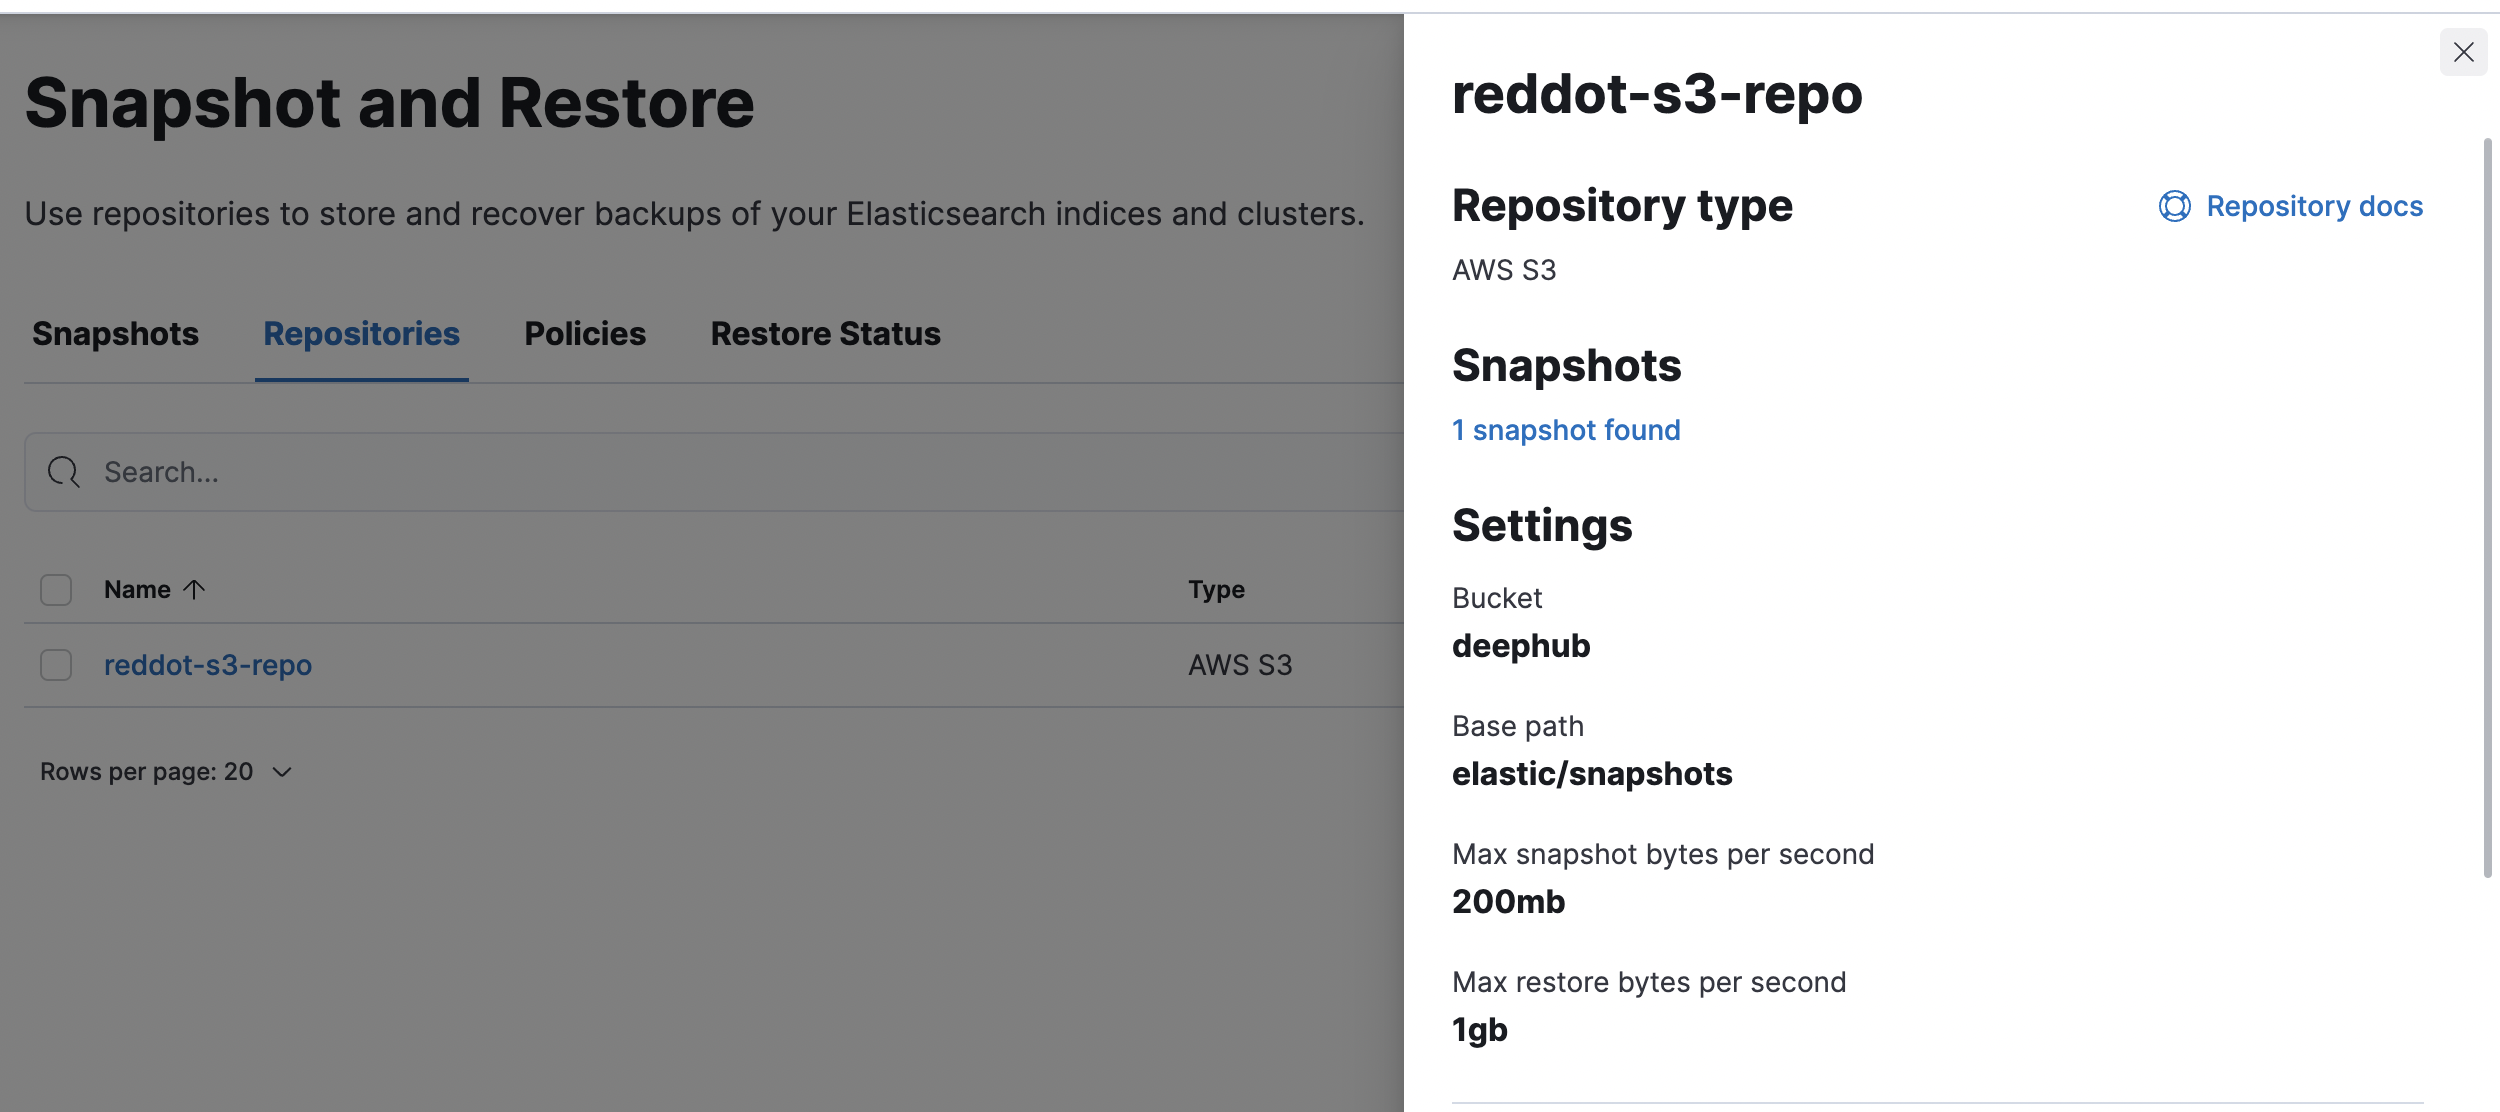 Snapshot and Restore
Use repositories to store and recover backups of your Elasticsearch indices and clusters.
Snapshots Repositories Policies Restore Status
Search...
Name Type
reddot-s3-repo AWS S3
Rows per page: 20
reddot-s3-repo
Repository type Repository docs
AWS S3
Snapshots
1 snapshot found
Settings
Bucket
deephub
Base path
elastic/snapshots
Max snapshot bytes per second
200mb
Max restore bytes per second
1gb